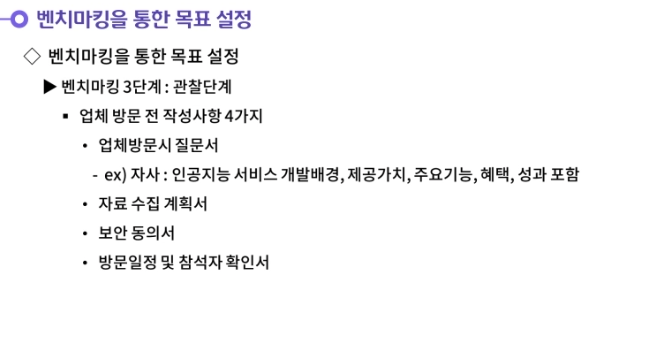 벤치마킹을 통한 목표 설정
◇ 벤치마킹을 통한 목표 설정
▶ 벤치마킹 3단계 : 관찰단계
▪ 업체 방문 전 작성사항 4가지
• 업체방문시 질문서
- ex) 자사 : 인공지능 서비스 개발배경, 제공가치, 주요기능, 혜택, 성과 포함
• 자료 수집 계획서
• 보안 동의서
• 방문일정 및 참석자 확인서